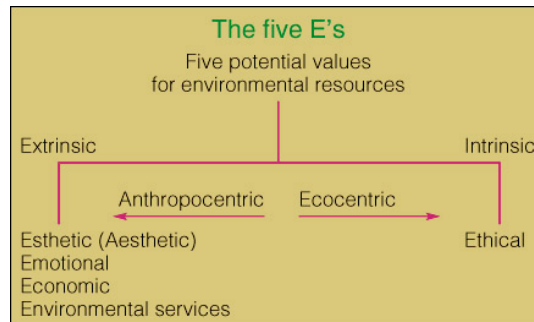 The five E's
Five potential values
for environmental resources
Extrinsic
Intrinsic
Anthropocentric
Ecocentric
Esthetic (Aesthetic)
Emotional
Economic
Environmental services
Ethical